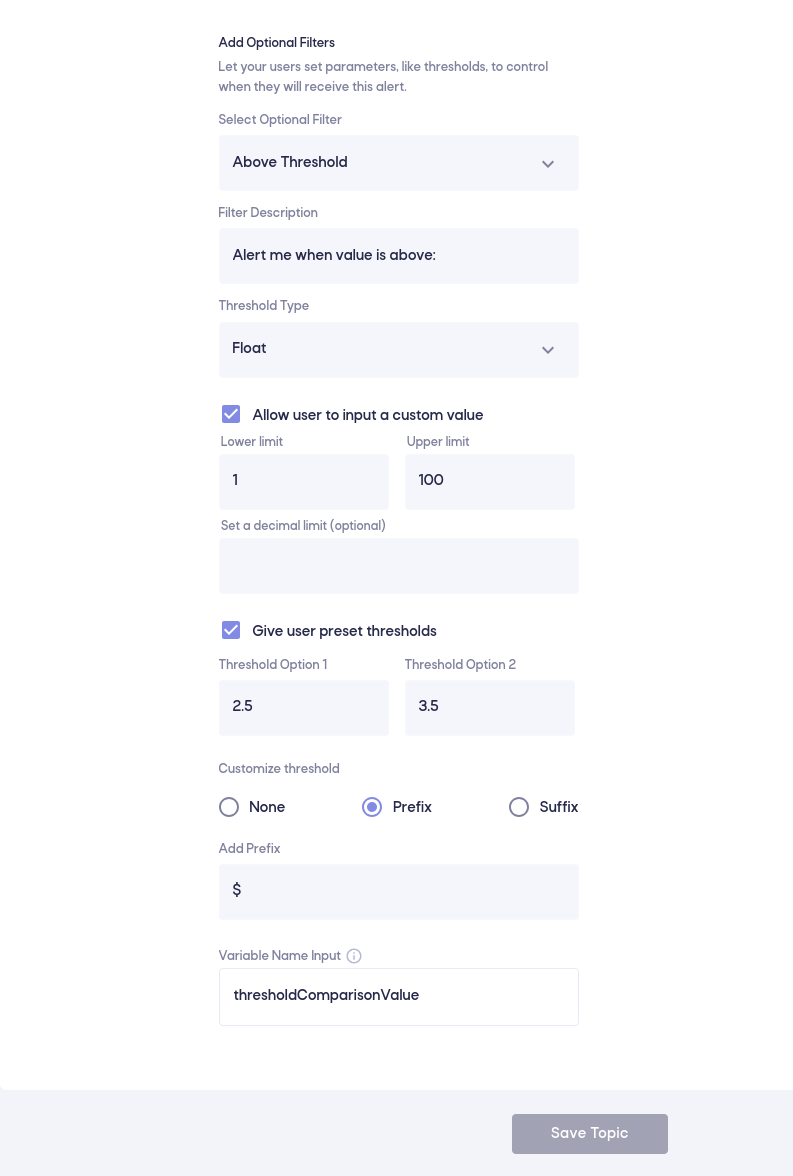 Add Optional Filters
Let your users set parameters, like thresholds, to control
when they will receive this alert.
Select Optional Filter
Above Threshold
Filter Description
Alert me when value is above:
Threshold Type
Float
Allow user to input a custom value
Lower limit Upper limit
1 100
Set a decimal limit (optional)
Give user preset thresholds
Threshold Option 1 Threshold Option 2
2.5 3.5
Customize threshold
None Prefix Suffix
Add Prefix
$
Variable Name Input
thresholdComparisonValue
Save Topic